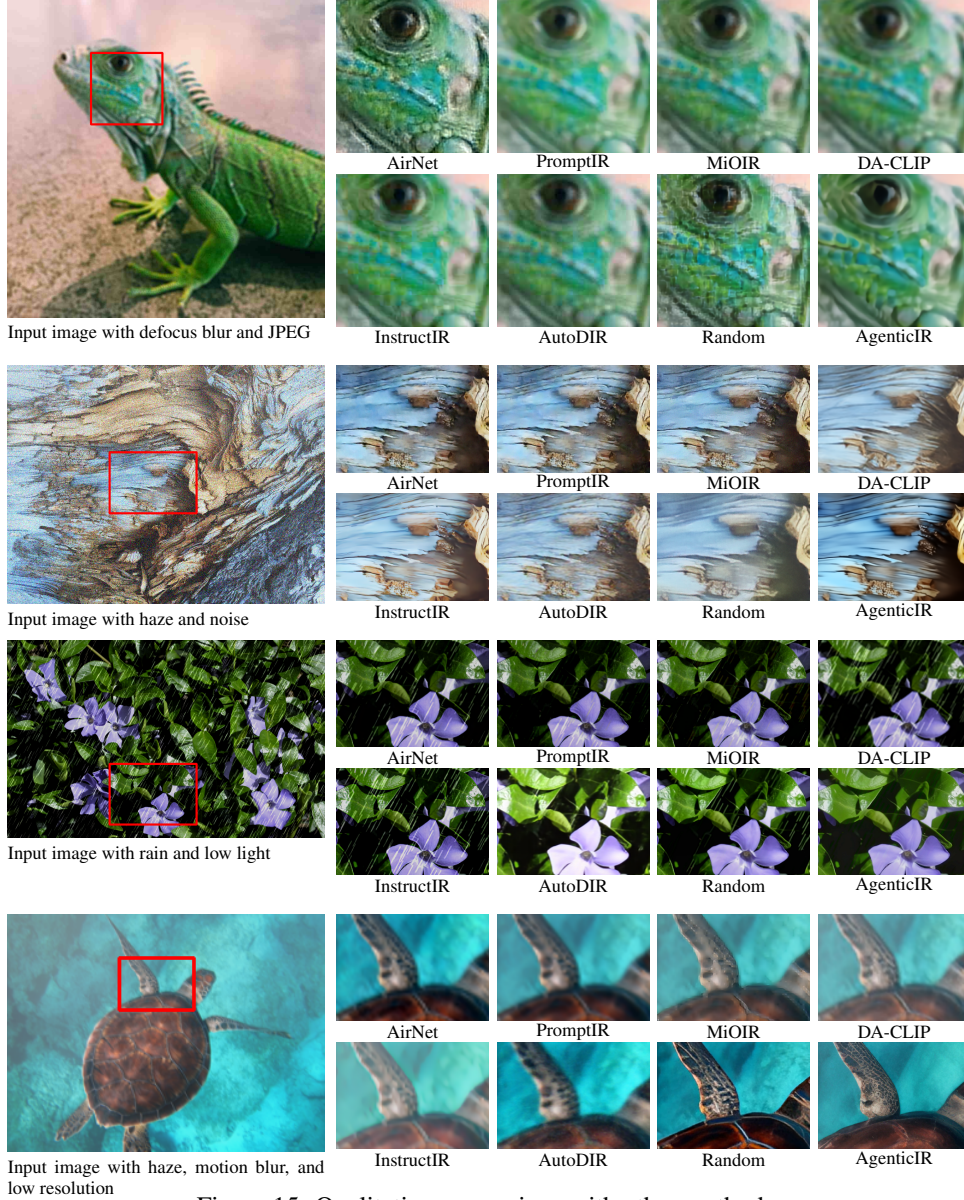 AirNet PromptIR MiOIR DA-CLIP
InstructIR AutoDIR Random AgenticIR
Input image with defocus blur and JPEG
AirNet PromptIR MiOIR DA-CLIP
InstructIR AutoDIR Random AgenticIR
Input image with haze and noise
AirNet PromptIR MiOIR DA-CLIP
Input image with rain and low light
InstructIR AutoDIR Random AgenticIR
AirNet PromptIR MiOIR DA-CLIP
InstructIR AutoDIR Random AgenticIR
Input image with haze, motion blur, and
low resolution